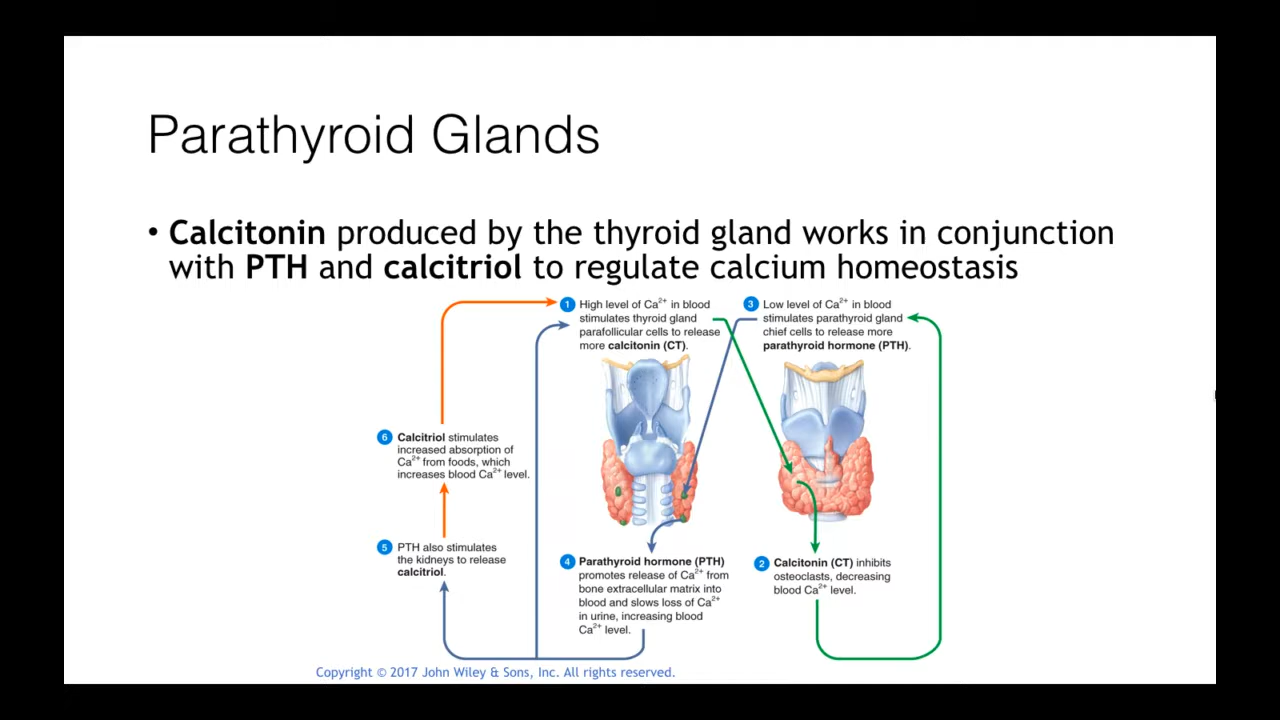 Parathyroid Glands
• Calcitonin produced by the thyroid gland works in conjunction
with PTH and calcitriol to regulate calcium homeostasis
1 High level of Ca²⁺ in blood
stimulates thyroid gland
parafollicular cells to release
more calcitonin (CT).
3 Low level of Ca²⁺ in blood
stimulates parathyroid gland
chief cells to release more
parathyroid hormone (PTH).
6 Calcitriol stimulates
increased absorption of
Ca²⁺ from foods, which
increases blood Ca²⁺ level.
5 PTH also stimulates
the kidneys to release
calcitriol.
4 Parathyroid hormone (PTH)
promotes release of Ca²⁺ from
bone extracellular matrix into
blood and slows loss of Ca²⁺
in urine, increasing blood
Ca²⁺ level.
2 Calcitonin (CT) inhibits
osteoclasts, decreasing
blood Ca²⁺ level.
Copyright © 2017 John Wiley & Sons, Inc. All rights reserved.